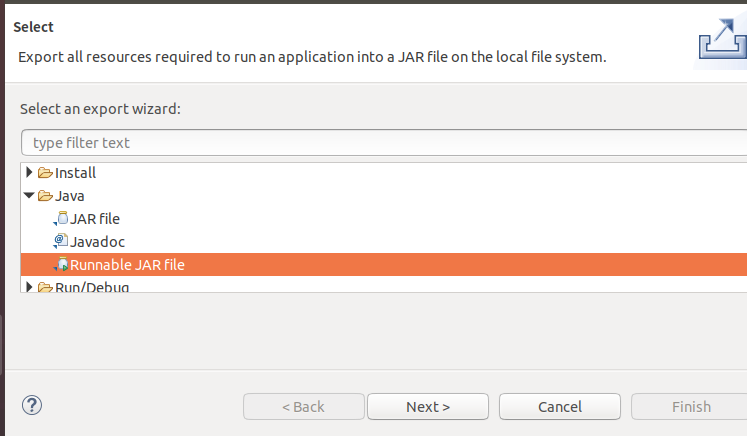 Select
Export all resources required to run an application into a JAR file on the local file system.
Select an export wizard:
type filter text
Install
Java
JAR file
Javadoc
Runnable JAR file
Run/Debug
< Back
Next >
Cancel
Finish